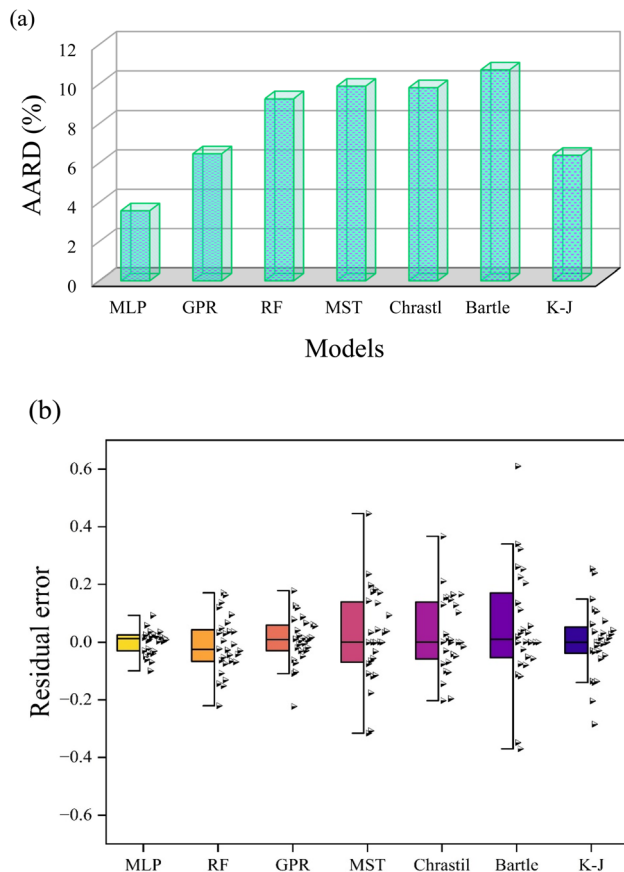 (a)
AARD (%)
12
10
8
6
4
2
0
MLP GPR RF MST Chrastl Bartle K-J
Models
(b)
Residual error
0.6
0.4
0.2
0.0
−0.2
−0.4
−0.6
MLP RF GPR MST Chrastil Bartle K-J